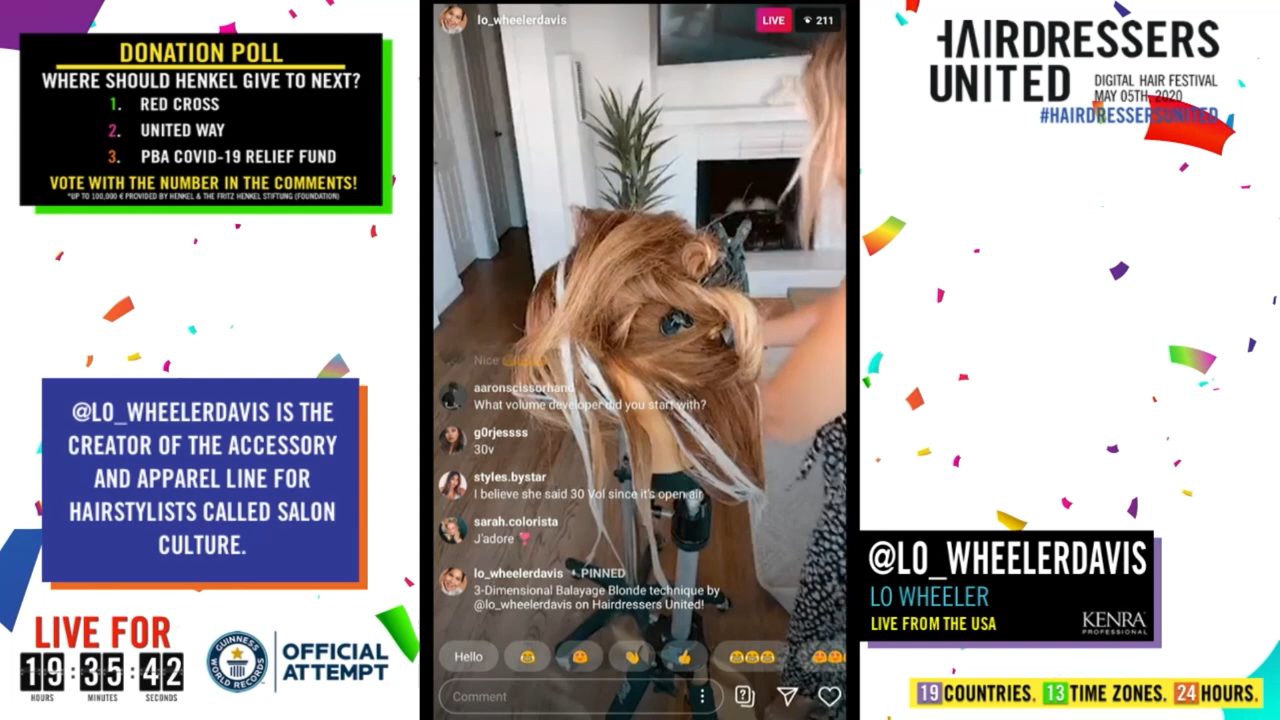 DONATION POLL
WHERE SHOULD HENKEL GIVE TO NEXT?
1. RED CROSS
2. UNITED WAY
3. PBA COVID-19 RELIEF FUND
VOTE WITH THE NUMBER IN THE COMMENTS!
*UP TO 100,000 € PROVIDED BY HENKEL & THE FRITZ HENKEL STIFTUNG (FOUNDATION)
@LO_WHEELERDAVIS IS THE
CREATOR OF THE ACCESSORY
AND APPAREL LINE FOR
HAIRSTYLISTS CALLED SALON
CULTURE.
LIVE FOR
19:35:42
HOURS MINUTES SECONDS
GUINNESS WORLD RECORDS
OFFICIAL
ATTEMPT
lo_wheelerdavis
LIVE 211
Nice
aaronscissorhand
What volume developer did you start with?
g0rjessss
30v
styles.bystar
I believe she said 30 Vol since it's open air
sarah.colorista
J'adore
lo_wheelerdavis PINNED
3-Dimensional Balayage Blonde technique by
@lo_wheelerdavis on Hairdressers United!
Hello
Comment
HAIRDRESSERS
UNITED
DIGITAL HAIR FESTIVAL
MAY 05TH, 2020
#HAIRDRESSERSUNITED
@LO_WHEELERDAVIS
LO WHEELER
LIVE FROM THE USA
KENRA
PROFESSIONAL
19 COUNTRIES. 13 TIME ZONES. 24 HOURS.